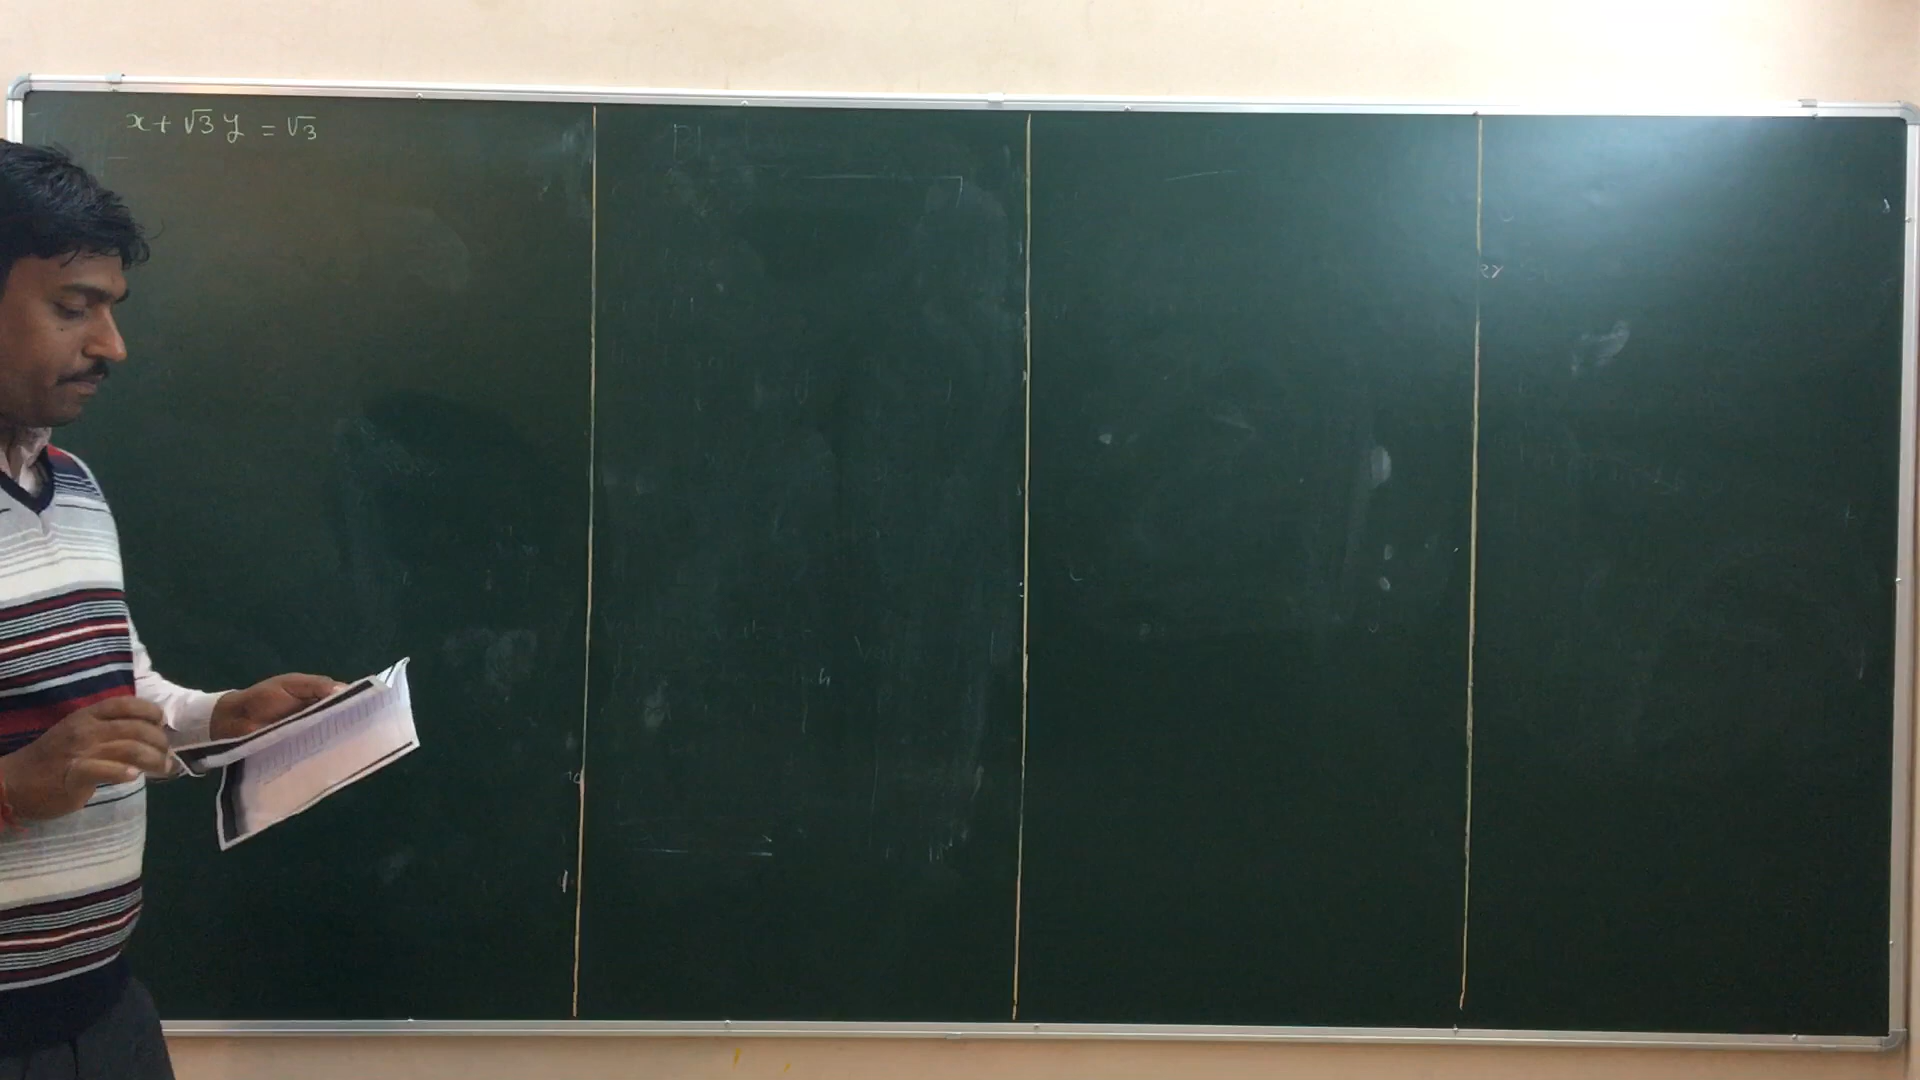 x + √3 y = √3